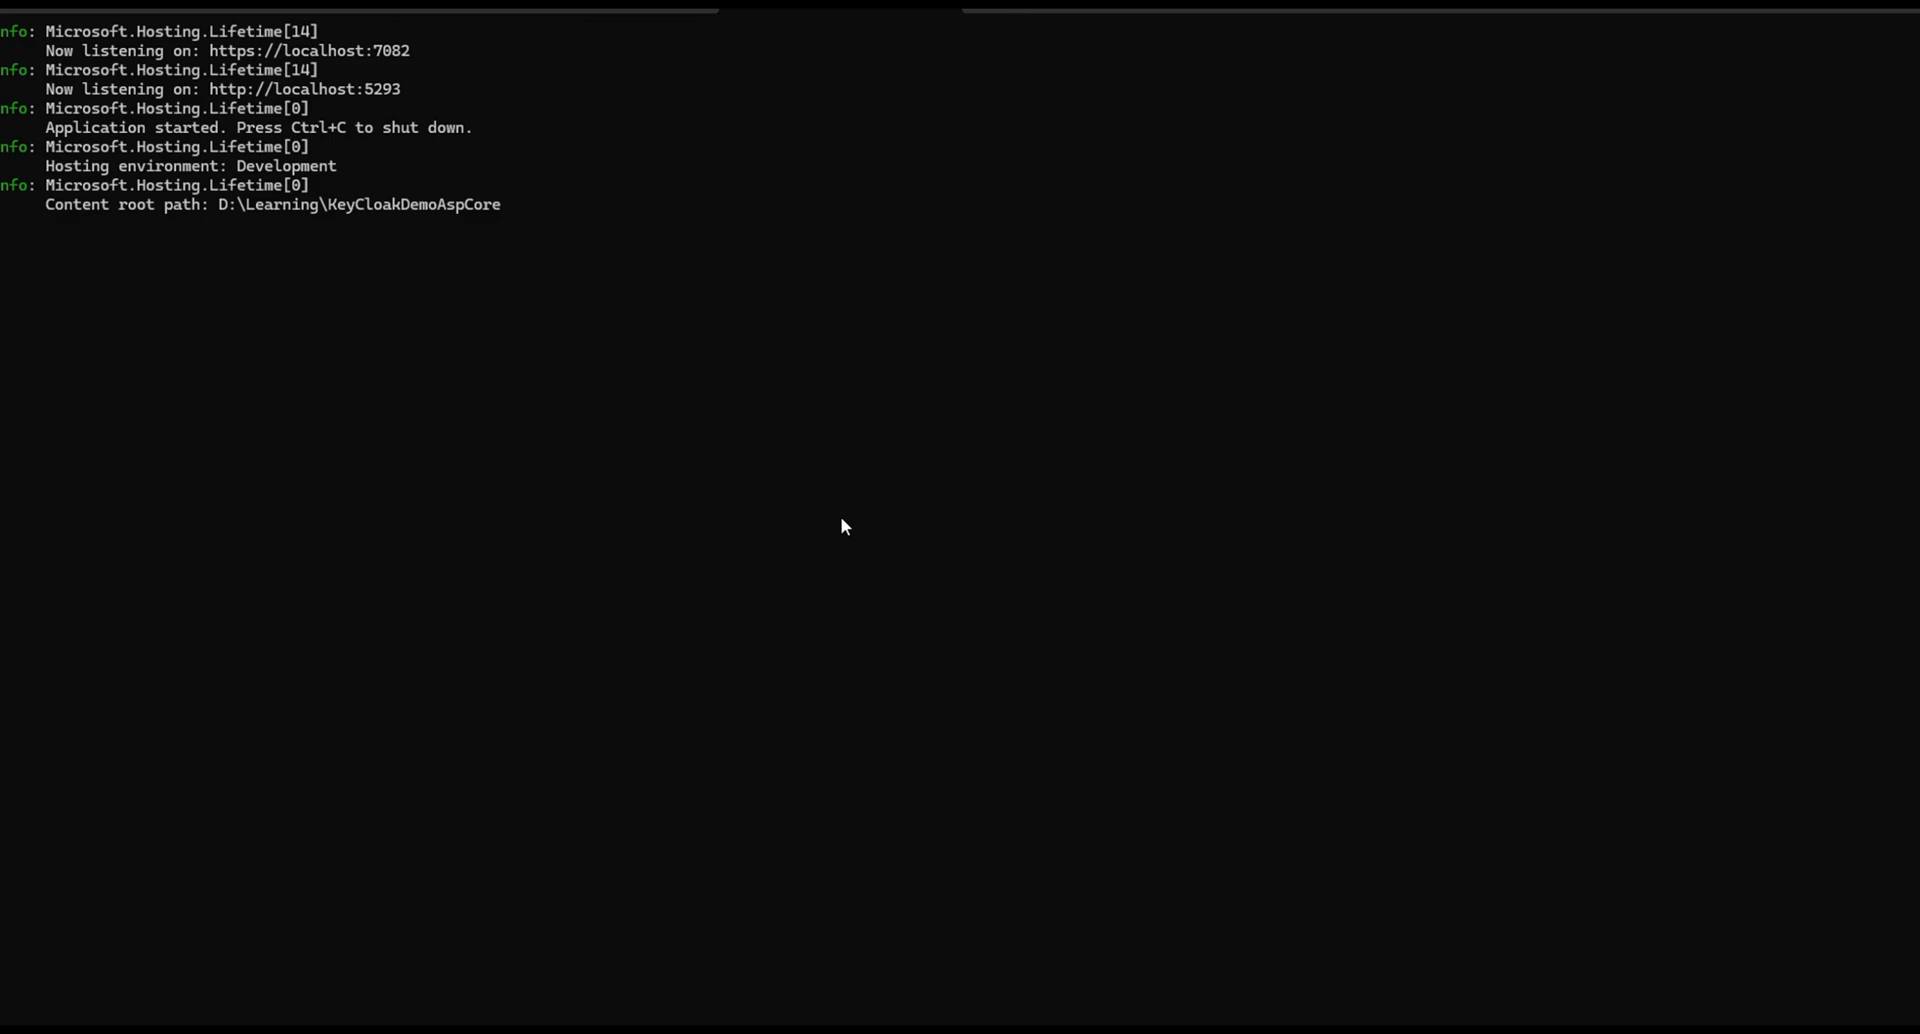 nfo: Microsoft.Hosting.Lifetime[14]
Now listening on: https://localhost:7082
nfo: Microsoft.Hosting.Lifetime[14]
Now listening on: http://localhost:5293
nfo: Microsoft.Hosting.Lifetime[0]
Application started. Press Ctrl+C to shut down.
nfo: Microsoft.Hosting.Lifetime[0]
Hosting environment: Development
nfo: Microsoft.Hosting.Lifetime[0]
Content root path: D:\Learning\KeyCloakDemoAspCore